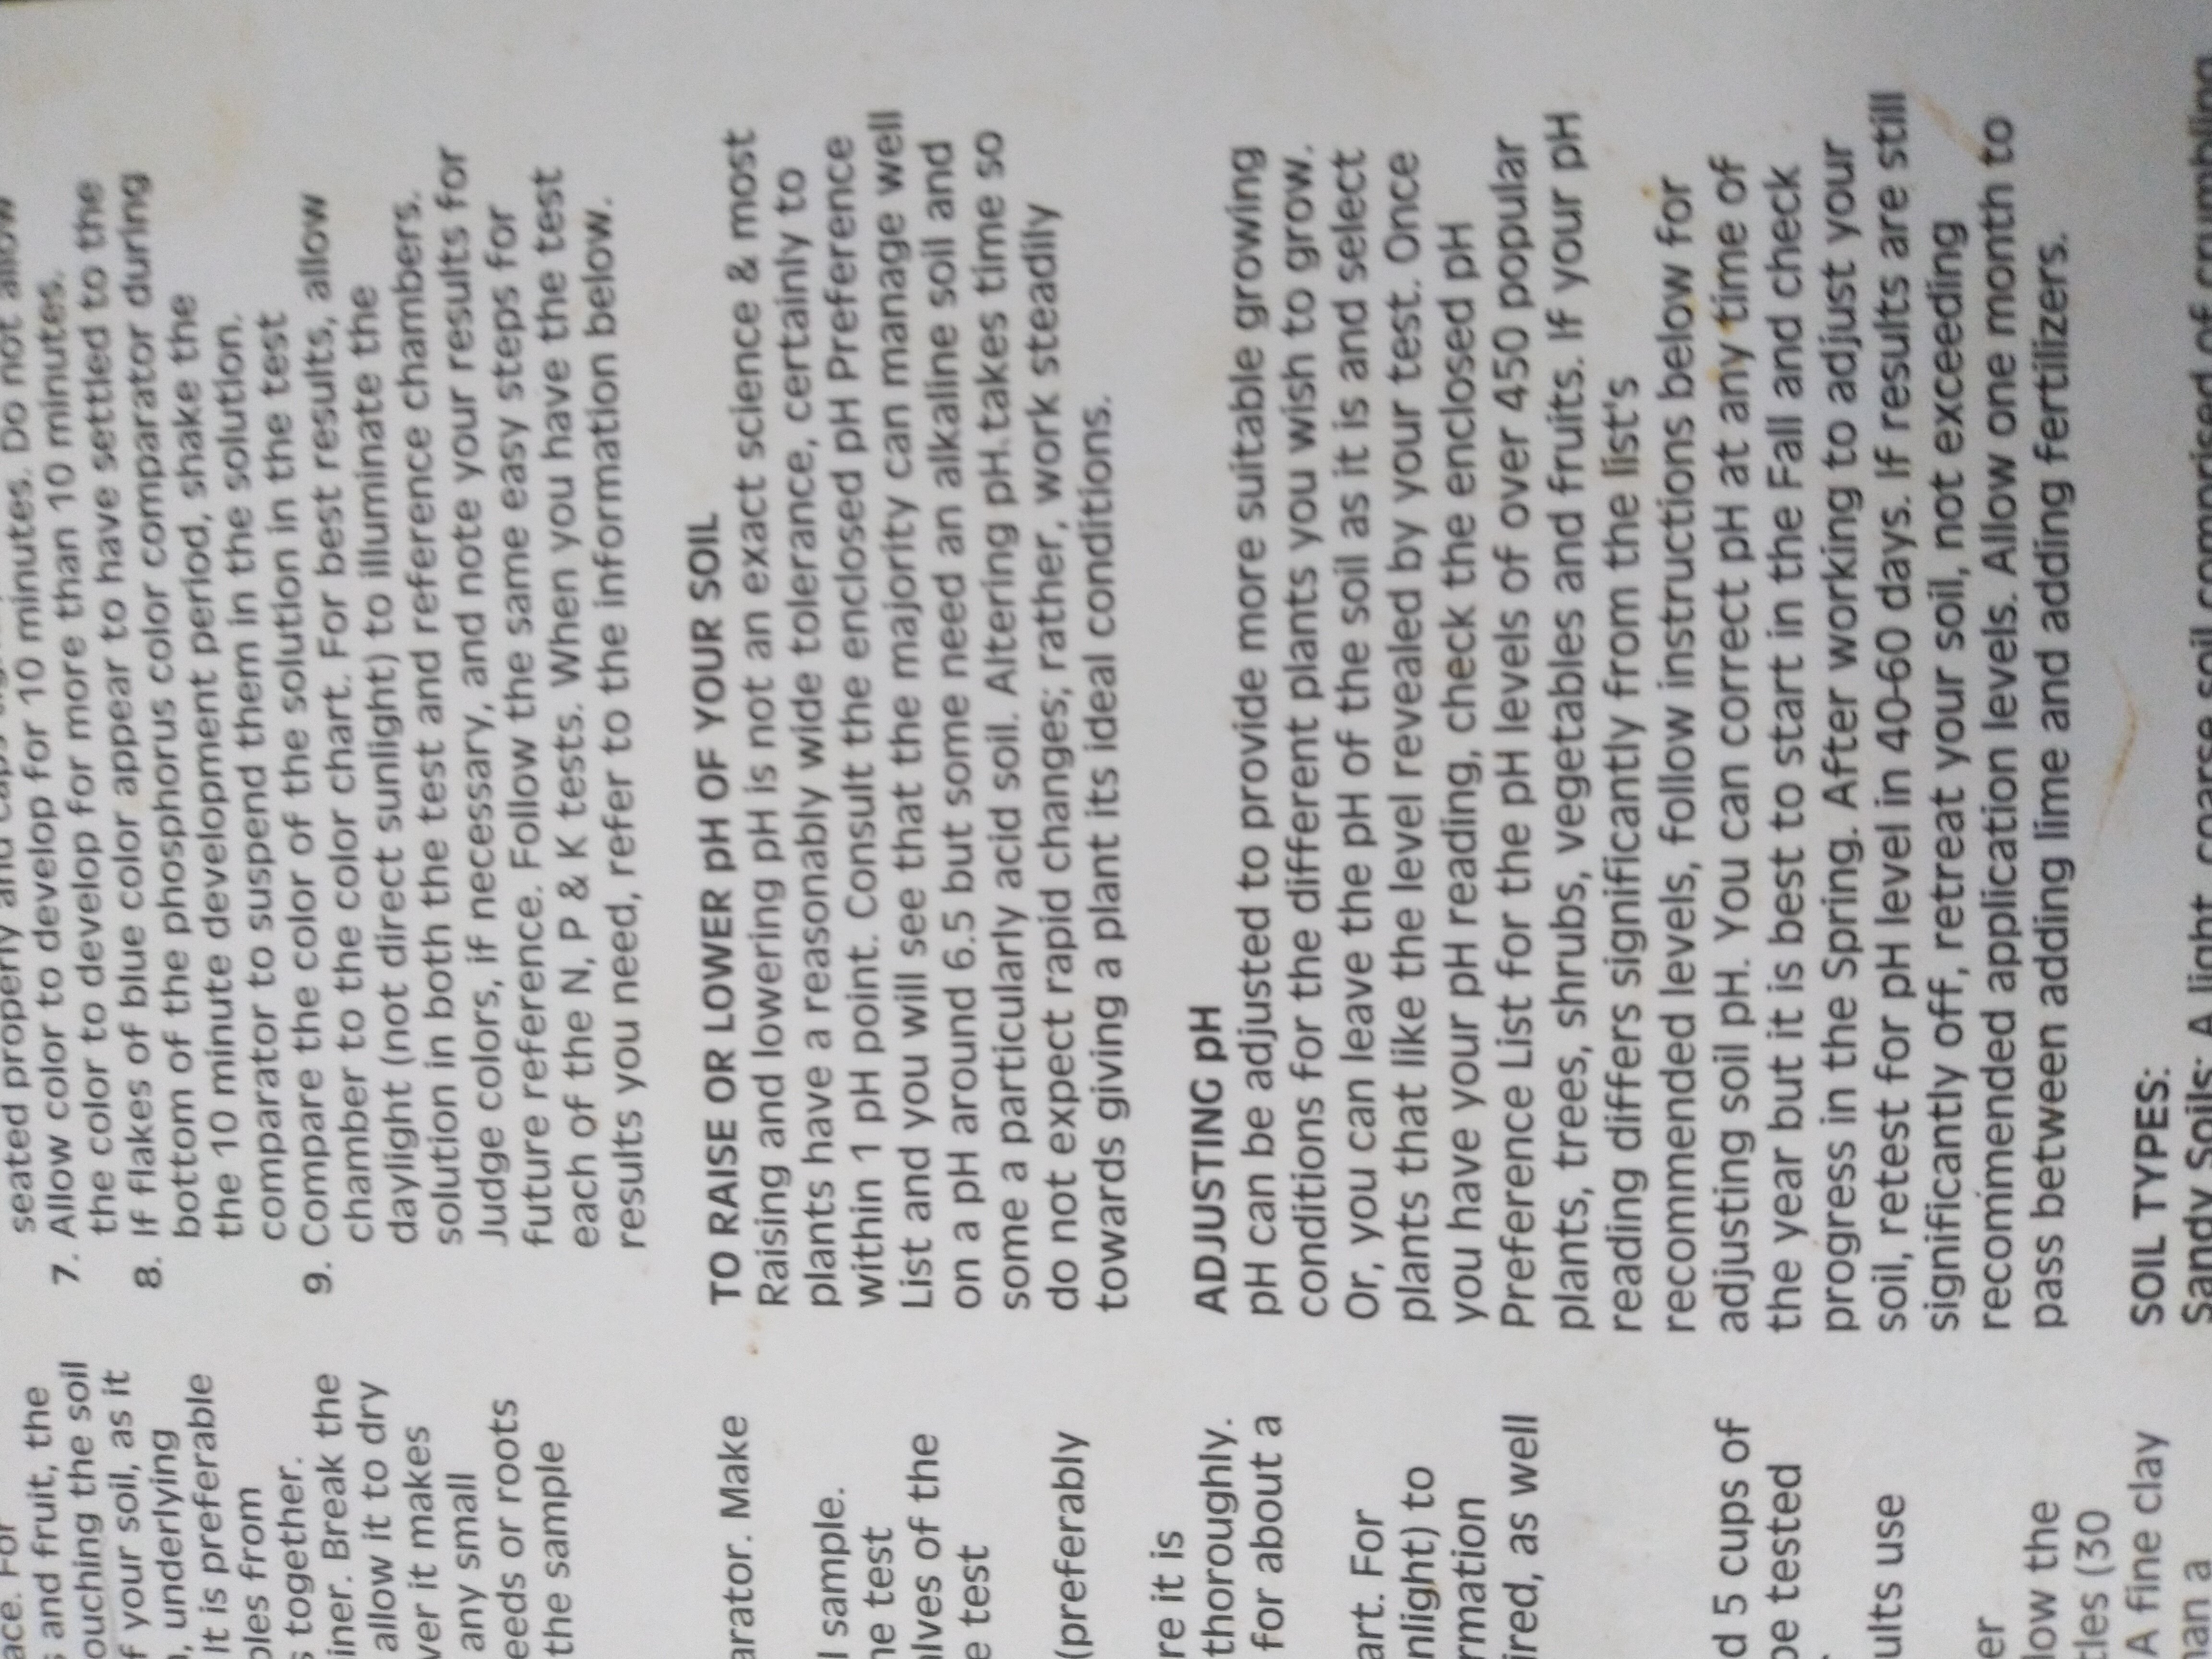 ace. For
and fruit, the
ouching the soil
f your soil, as it
, underlying
It is preferable
ples from
together.
iner. Break the
allow it to dry
ver it makes
any small
eeds or roots
the sample
arator. Make
l sample.
he test
alves of the
e test
(preferably
re it is
thoroughly.
for about a
art. For
nlight) to
rmation
ired, as well
d 5 cups of
be tested
ults use
er
low the
tles (30
A fine clay
han a
seated properly and caps
7. Allow color to develop for 10 minutes. Do not allow
the color to develop for more than 10 minutes.
8. If flakes of blue color appear to have settled to the
bottom of the phosphorus color comparator during
the 10 minute development period, shake the
comparator to suspend them in the solution.
9. Compare the color of the solution in the test
chamber to the color chart. For best results, allow
daylight (not direct sunlight) to illuminate the
solution in both the test and reference chambers.
Judge colors, if necessary, and note your results for
future reference. Follow the same easy steps for
each of the N, P & K tests. When you have the test
results you need, refer to the information below.
TO RAISE OR LOWER pH OF YOUR SOIL
Raising and lowering pH is not an exact science & most
plants have a reasonably wide tolerance, certainly to
within 1 pH point. Consult the enclosed pH Preference
List and you will see that the majority can manage well
on a pH around 6.5 but some need an alkaline soil and
some a particularly acid soil. Altering pH takes time so
do not expect rapid changes; rather, work steadily
towards giving a plant its ideal conditions.
ADJUSTING pH
pH can be adjusted to provide more suitable growing
conditions for the different plants you wish to grow.
Or, you can leave the pH of the soil as it is and select
plants that like the level revealed by your test. Once
you have your pH reading, check the enclosed pH
Preference List for the pH levels of over 450 popular
plants, trees, shrubs, vegetables and fruits. If your pH
reading differs significantly from the list's
recommended levels, follow instructions below for
adjusting soil pH. You can correct pH at any time of
the year but it is best to start in the Fall and check
progress in the Spring. After working to adjust your
soil, retest for pH level in 40-60 days. If results are still
significantly off, retreat your soil, not exceeding
recommended application levels. Allow one month to
pass between adding lime and adding fertilizers.
SOIL TYPES:
Sandy Soils: A light, coarse soil comprised of crumbling